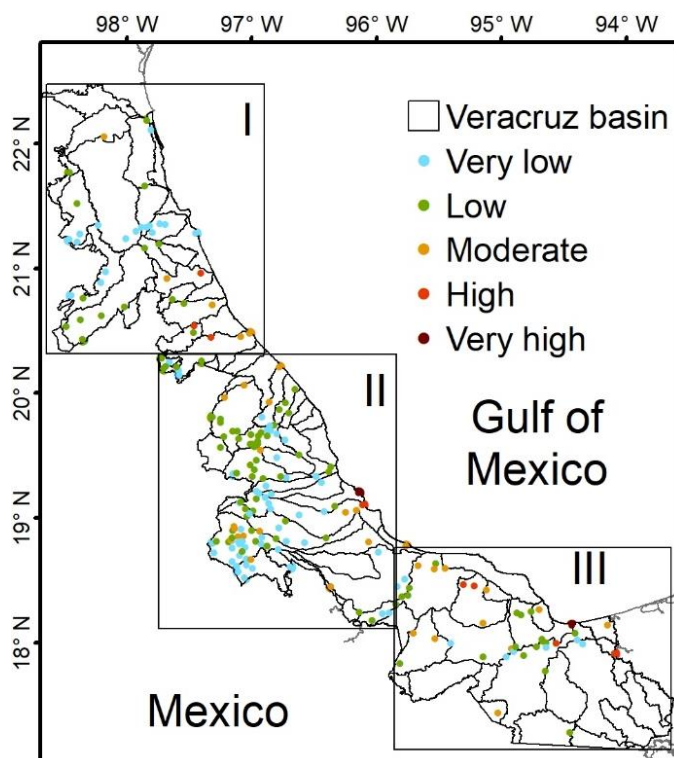 98° W 97° W 96° W 95° W 94° W
22° N
21° N
20° N
19° N
18° N
I
II
III
Veracruz basin
Very low
Low
Moderate
High
Very high
Gulf of
Mexico
Mexico